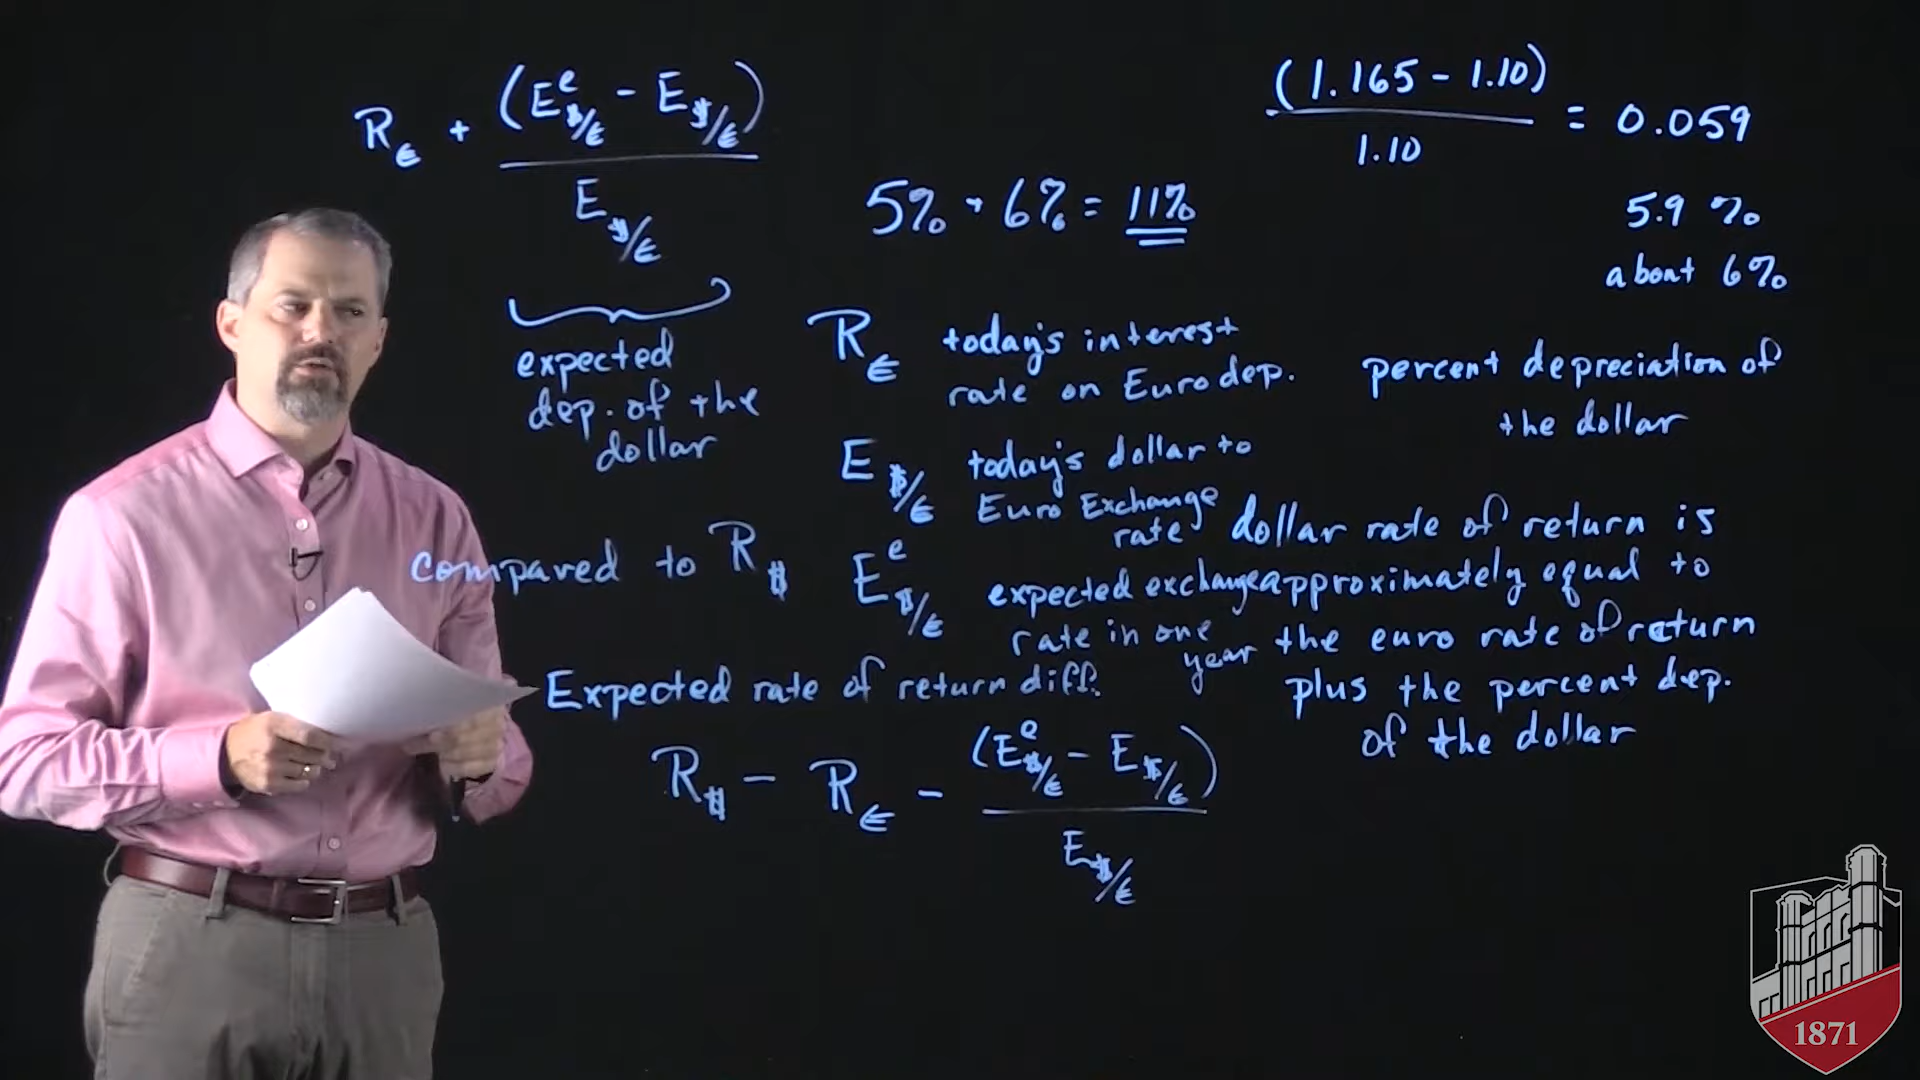 R€ + (Eᵉ$/€ - E$/€)
E$/€
expected
dep. of the
dollar
compared to R$
5% + 6% = 11%
R€ today's interest
rate on Euro dep.
E$/€ today's dollar to
Euro Exchange
rate
Eᵉ$/€ expected exchange
rate in one
year
Expected rate of return diff.
R$ - R€ - (Eᵉ$/€ - E$/€)
E$/€
(1.165 - 1.10)
1.10
= 0.059
5.9 %
about 6%
percent depreciation of
the dollar
dollar rate of return is
approximately equal to
the euro rate of return
plus the percent dep.
of the dollar
1871